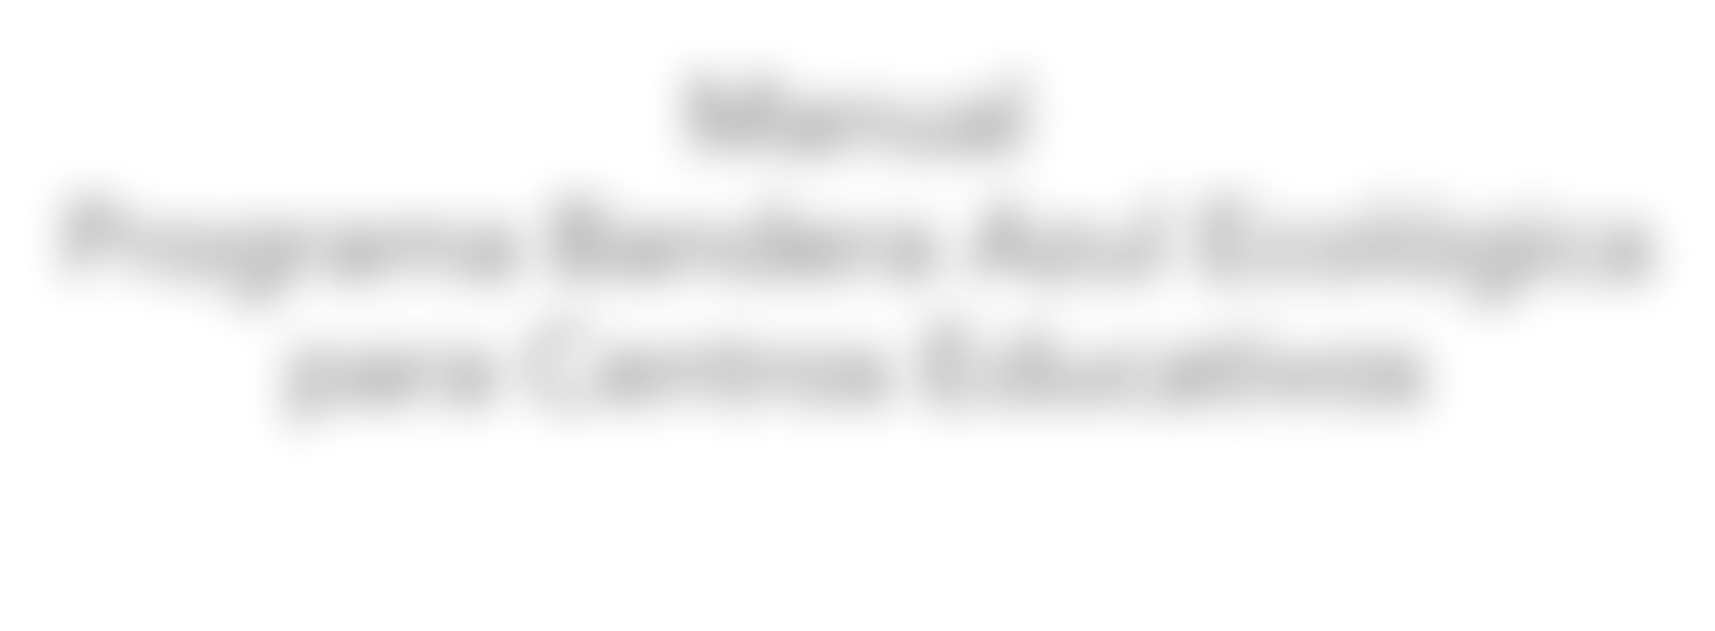 Manual
Programa Bandera Azul Ecológica
para Centros Educativos